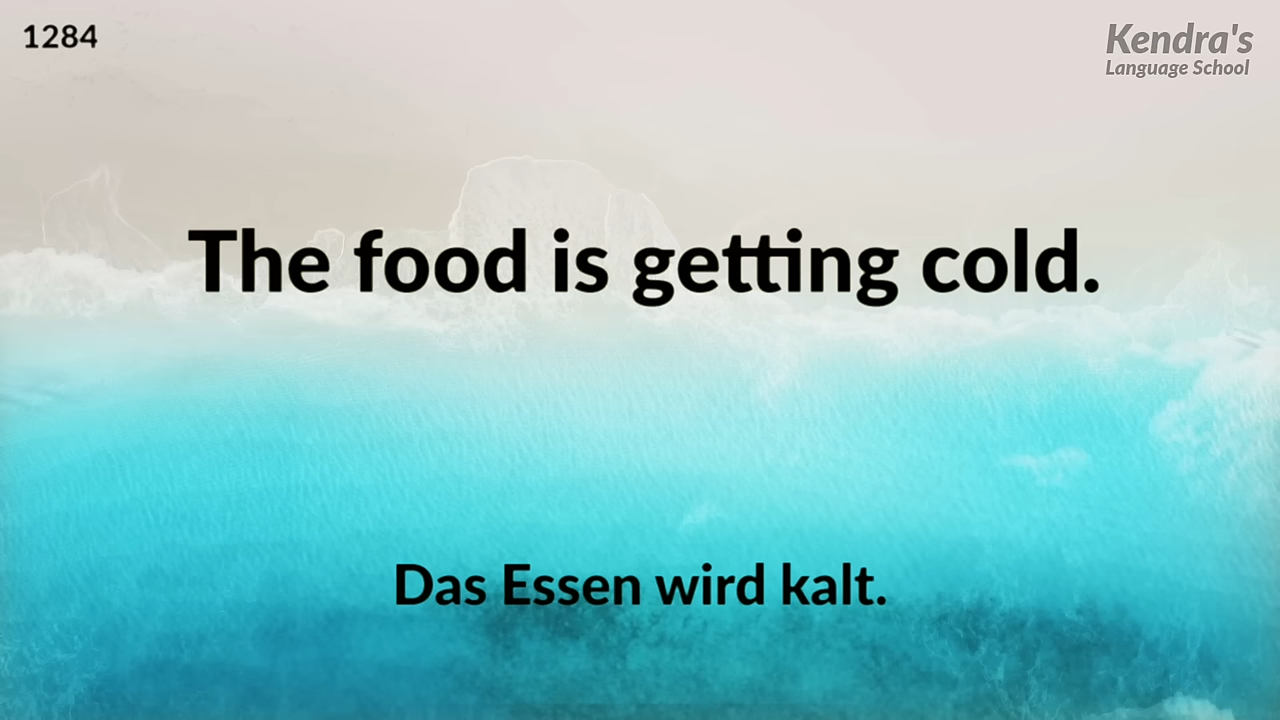 1284
Kendra's
Language School
The food is getting cold.
Das Essen wird kalt.